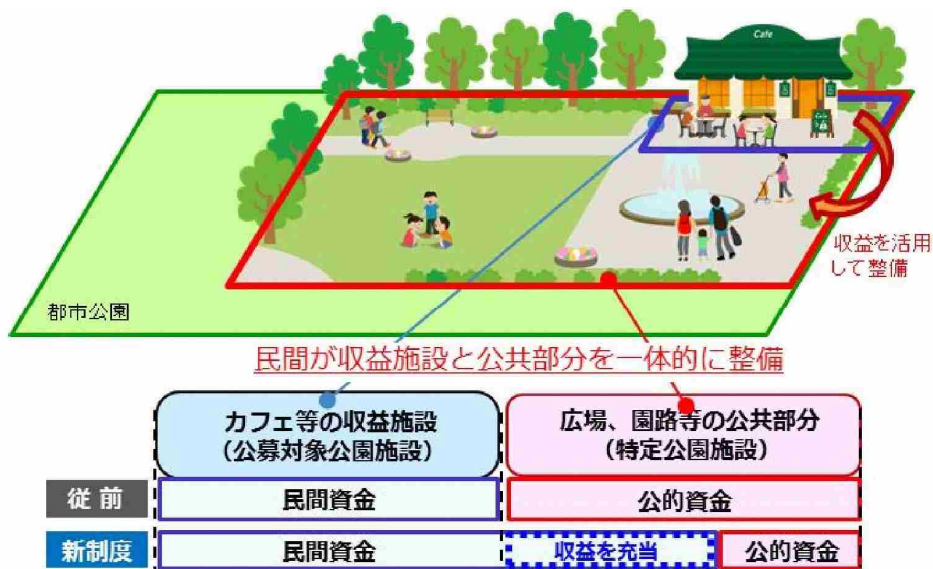 Cafe
収益を活用
して整備
都市公園
民間が収益施設と公共部分を一体的に整備
カフェ等の収益施設
(公募対象公園施設)
広場、園路等の公共部分
(特定公園施設)
従前
民間資金
公的資金
新制度
民間資金
収益を充当
公的資金